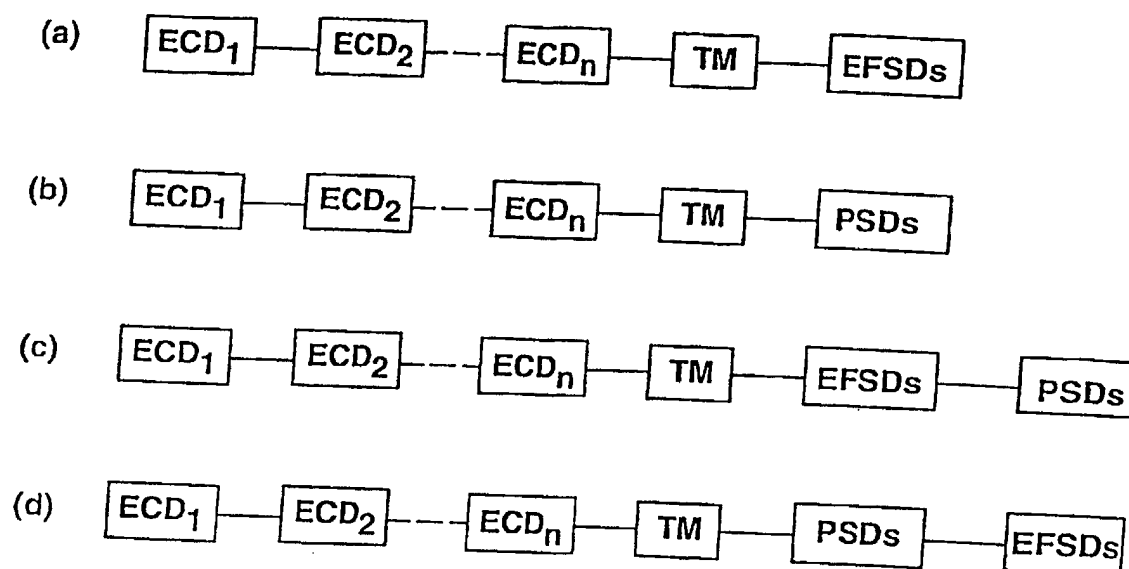 (a) ECD₁ ECD₂ ECDₙ TM EFSDs
(b) ECD₁ ECD₂ ECDₙ TM PSDs
(c) ECD₁ ECD₂ ECDₙ TM EFSDs PSDs
(d) ECD₁ ECD₂ ECDₙ TM PSDs EFSDs